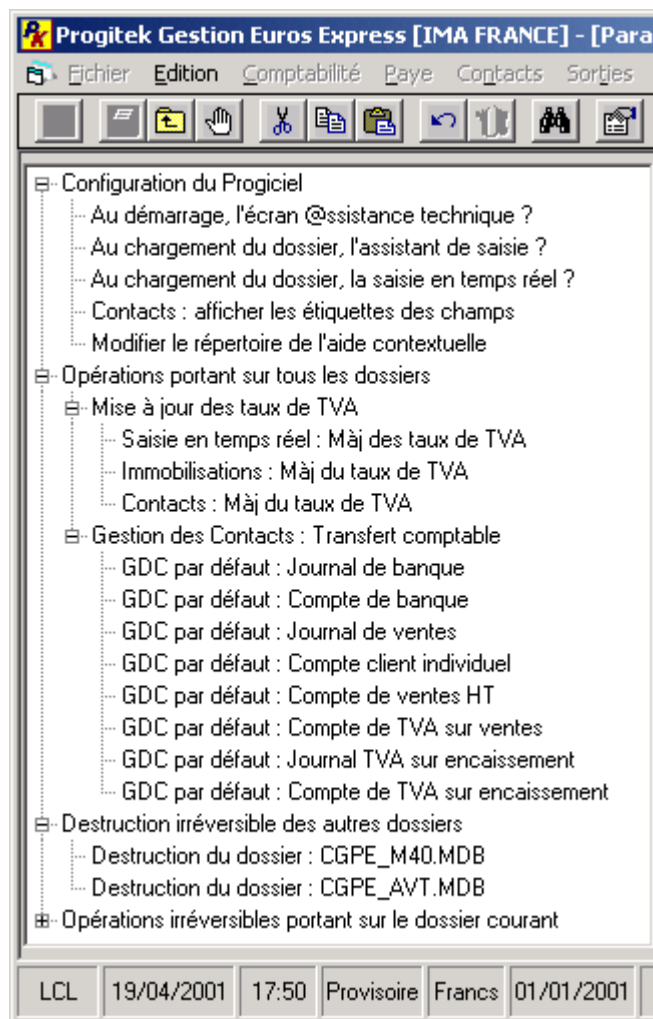 Progitek Gestion Euros Express [IMA FRANCE] - [Para
Fichier Edition Comptabilité Paye Contacts Sorties
Configuration du Progiciel
Au démarrage, l'écran @ssistance technique ?
Au chargement du dossier, l'assistant de saisie ?
Au chargement du dossier, la saisie en temps réel ?
Contacts : afficher les étiquettes des champs
Modifier le répertoire de l'aide contextuelle
Opérations portant sur tous les dossiers
Mise à jour des taux de TVA
Saisie en temps réel : Màj des taux de TVA
Immobilisations : Màj du taux de TVA
Contacts : Màj du taux de TVA
Gestion des Contacts : Transfert comptable
GDC par défaut : Journal de banque
GDC par défaut : Compte de banque
GDC par défaut : Journal de ventes
GDC par défaut : Compte client individuel
GDC par défaut : Compte de ventes HT
GDC par défaut : Compte de TVA sur ventes
GDC par défaut : Journal TVA sur encaissement
GDC par défaut : Compte de TVA sur encaissement
Destruction irréversible des autres dossiers
Destruction du dossier : CGPE_M40.MDB
Destruction du dossier : CGPE_AVT.MDB
Opérations irréversibles portant sur le dossier courant
LCL 19/04/2001 17:50 Provisoire Francs 01/01/2001